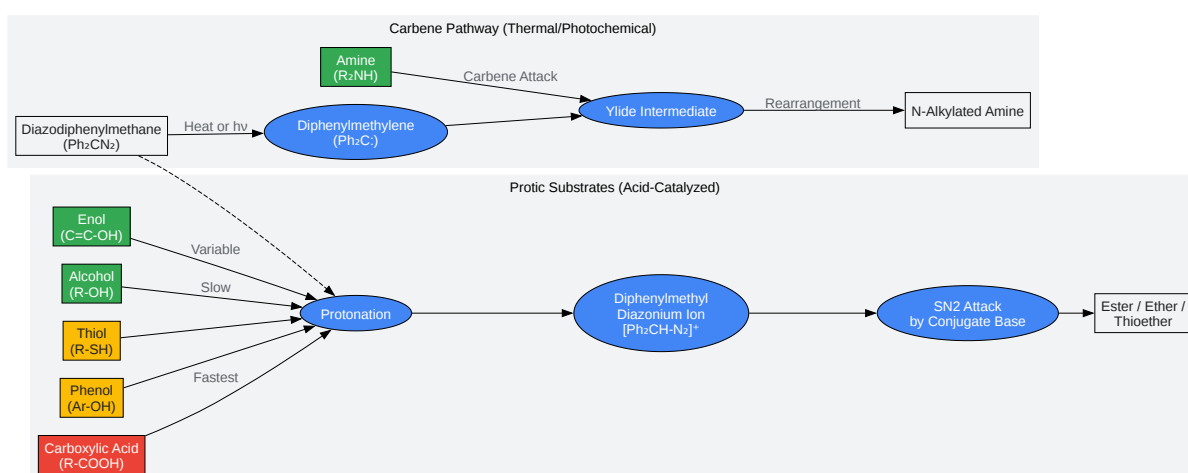 Carbene Pathway (Thermal/Photochemical)
Amine
(R₂NH)
Carbene Attack
Diazodiphenylmethane
(Ph₂CN₂)
Heat or hν
Diphenylmethylene
(Ph₂C:)
Ylide Intermediate
Rearrangement
N-Alkylated Amine
Protic Substrates (Acid-Catalyzed)
Enol
(C=C-OH)
Variable
Alcohol
(R-OH)
Slow
Thiol
(R-SH)
Phenol
(Ar-OH)
Fastest
Carboxylic Acid
(R-COOH)
Protonation
Diphenylmethyl
Diazonium Ion
[Ph₂CH-N₂]⁺
SN2 Attack
by Conjugate Base
Ester / Ether /
Thioether